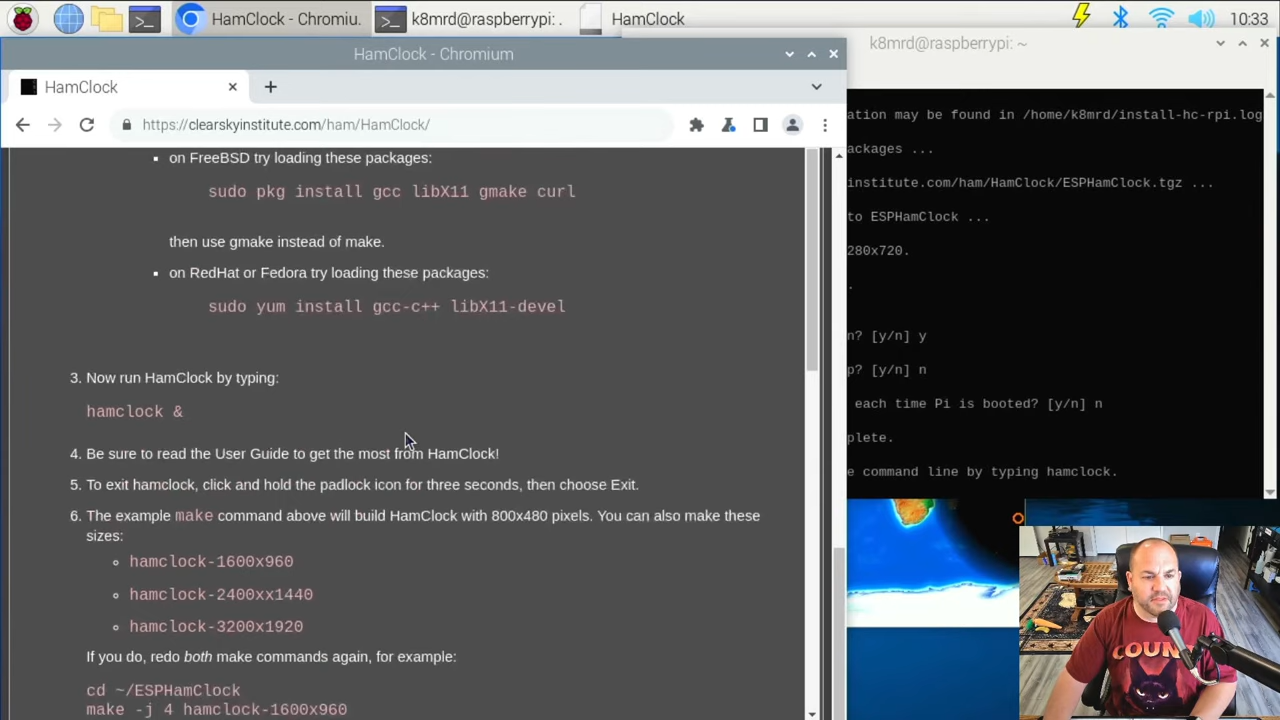 HamClock - Chromiu.
k8mrd@raspberrypi: .
HamClock
10:33
HamClock - Chromium
HamClock
https://clearskyinstitute.com/ham/HamClock/
on FreeBSD try loading these packages:
sudo pkg install gcc libX11 gmake curl
then use gmake instead of make.
on RedHat or Fedora try loading these packages:
sudo yum install gcc-c++ libX11-devel
3. Now run HamClock by typing:
hamclock &
4. Be sure to read the User Guide to get the most from HamClock!
5. To exit hamclock, click and hold the padlock icon for three seconds, then choose Exit.
6. The example make command above will build HamClock with 800x480 pixels. You can also make these
sizes:
hamclock-1600x960
hamclock-2400xx1440
hamclock-3200x1920
If you do, redo both make commands again, for example:
cd ~/ESPHamClock
make -j 4 hamclock-1600x960
k8mrd@raspberrypi: ~
ation may be found in /home/k8mrd/install-hc-rpi.log
ackages ...
institute.com/ham/HamClock/ESPHamClock.tgz ...
to ESPHamClock ...
280x720.
.
n? [y/n] y
p? [y/n] n
each time Pi is booted? [y/n] n
plete.
e command line by typing hamclock.
COUN